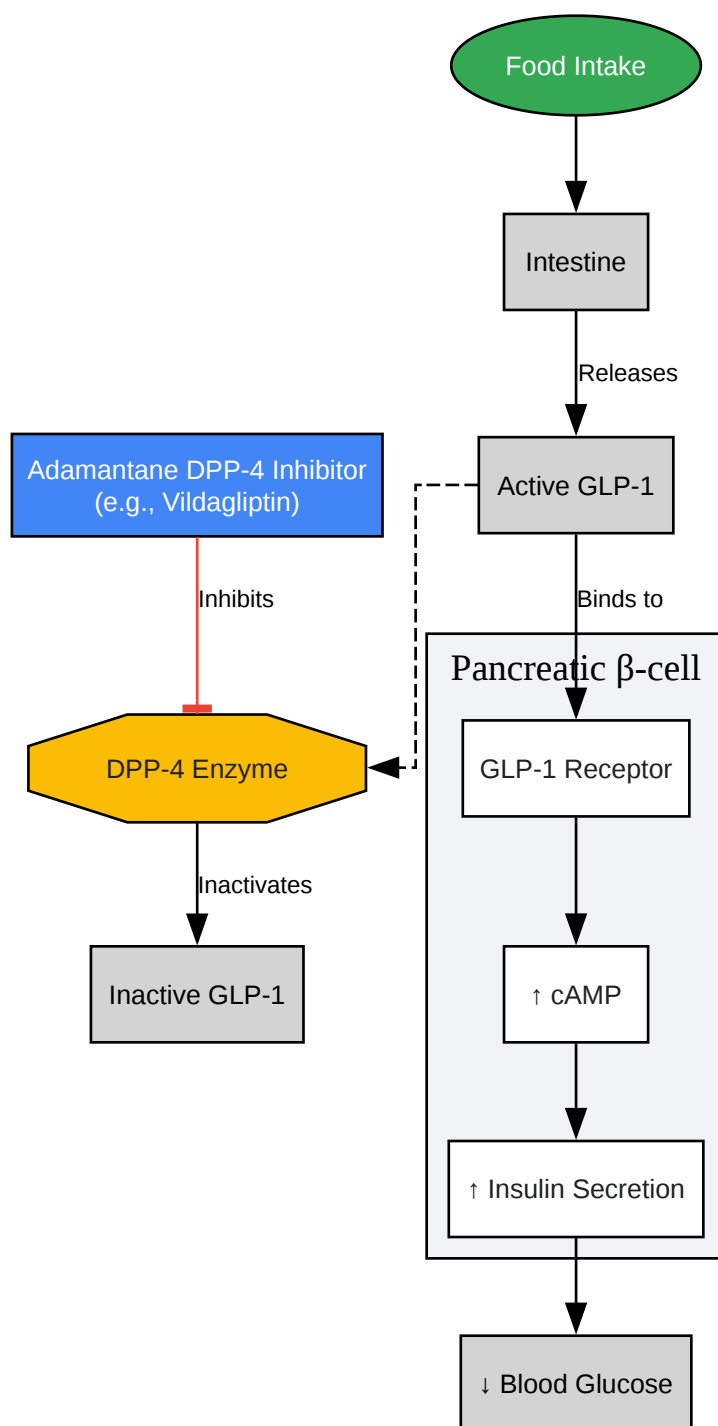 Food Intake
Intestine
Releases
Adamantane DPP-4 Inhibitor
(e.g., Vildagliptin)
Active GLP-1
Inhibits
Binds to
Pancreatic β-cell
DPP-4 Enzyme
GLP-1 Receptor
Inactivates
Inactive GLP-1
↑ cAMP
↑ Insulin Secretion
↓ Blood Glucose